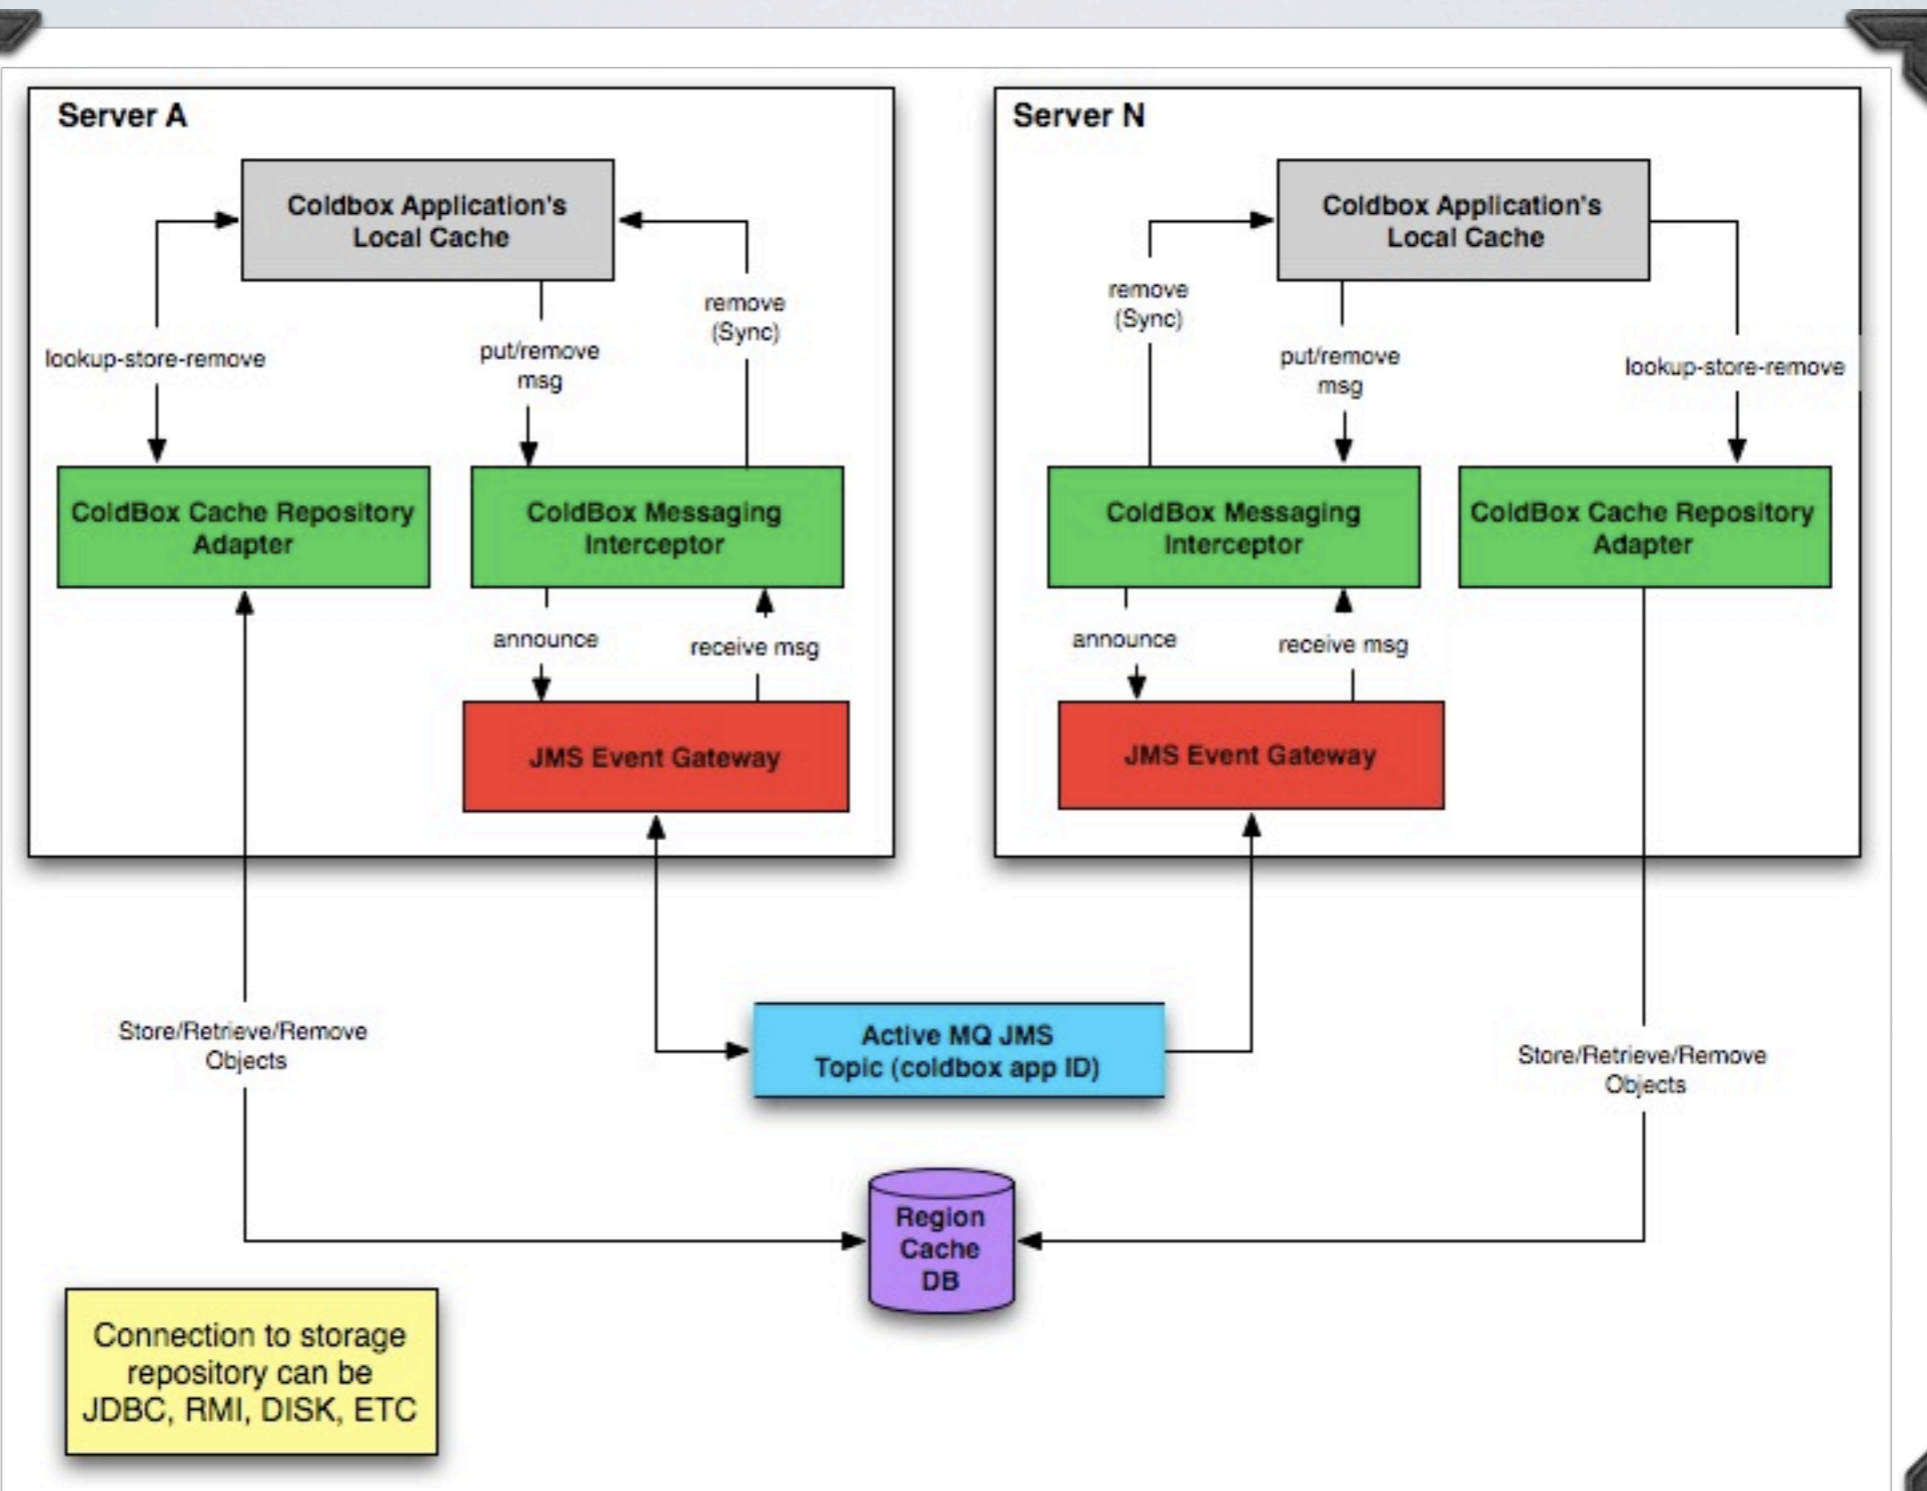 Server A
Coldbox Application's
Local Cache
lookup-store-remove
put/remove
msg
remove
(Sync)
ColdBox Cache Repository
Adapter
ColdBox Messaging
Interceptor
announce
receive msg
JMS Event Gateway
Server N
Coldbox Application's
Local Cache
remove
(Sync)
put/remove
msg
lookup-store-remove
ColdBox Messaging
Interceptor
ColdBox Cache Repository
Adapter
announce
receive msg
JMS Event Gateway
Store/Retrieve/Remove
Objects
Active MQ JMS
Topic (coldbox app ID)
Store/Retrieve/Remove
Objects
Region
Cache
DB
Connection to storage
repository can be
JDBC, RMI, DISK, ETC